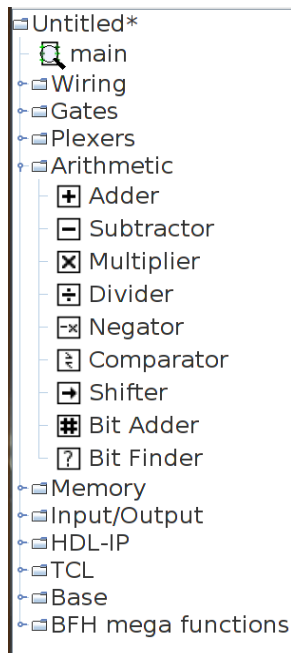 Untitled*
main
Wiring
Gates
Plexers
Arithmetic
Adder
Subtractor
Multiplier
Divider
-x Negator
Comparator
Shifter
# Bit Adder
? Bit Finder
Memory
Input/Output
HDL-IP
TCL
Base
BFH mega functions